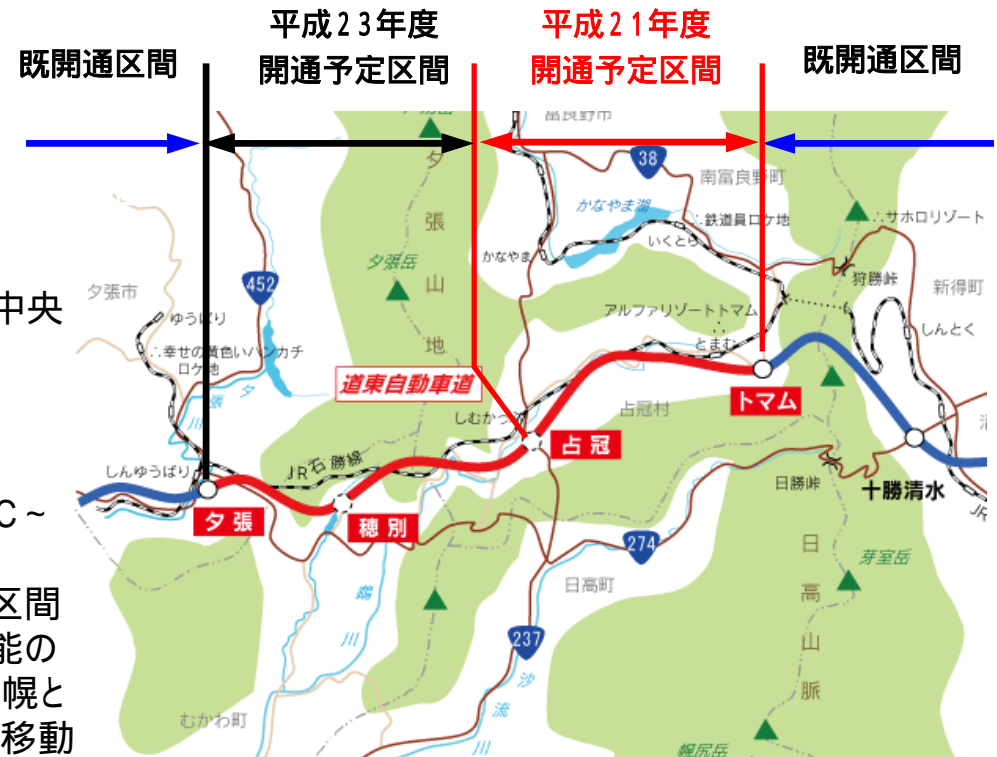 平成23年度
開通予定区間
平成21年度
開通予定区間
既開通区間
既開通区間
富良野市
38
南富良野町
かなやま湖
∴鉄道員ロケ地
いくとら
かなやま
∴サホロリゾート
狩勝峠
新得町
しんとく
夕張山地
夕張岳
452
夕張市
ゆうばり
∴幸せの黄色いハンカチ
ロケ地
夕張川
中央
アルファリゾートトマム
∴
とまむ
道東自動車道
トマム
しむかっ
占冠村
占冠
JR石勝線
しんゆうばり
夕張
穂別
日勝峠
十勝清水
JR
C~
274
237
日高町
芽室岳
日高山脈
鵡川
沙流川
むかわ町
幌尻岳
区間
能の
幌と
移動